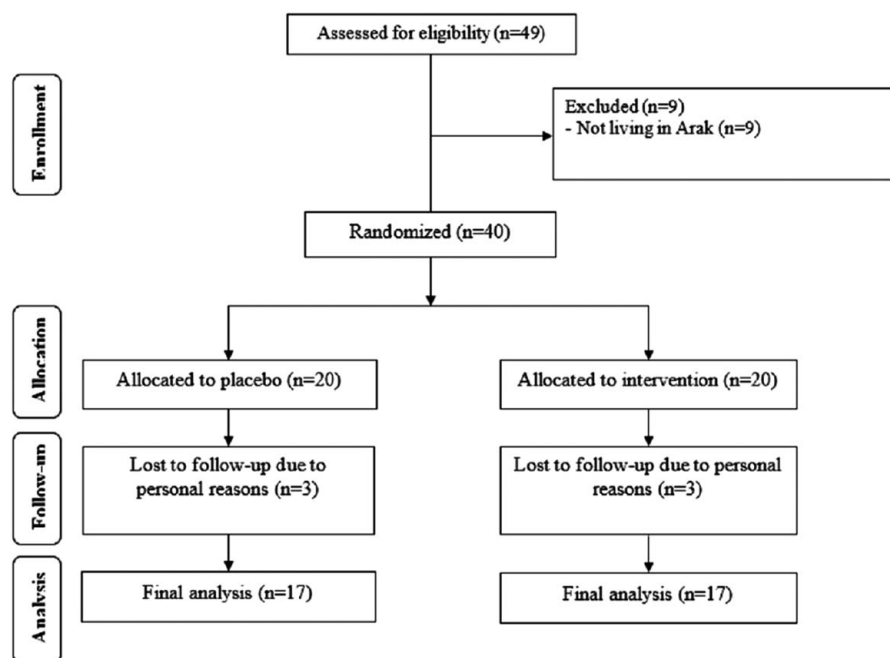 Assessed for eligibility (n=49)
Enrollment
Excluded (n=9)
- Not living in Arak (n=9)
Randomized (n=40)
Allocation
Allocated to placebo (n=20)
Allocated to intervention (n=20)
Follow-up
Lost to follow-up due to
personal reasons (n=3)
Lost to follow-up due to personal
reasons (n=3)
Analysis
Final analysis (n=17)
Final analysis (n=17)